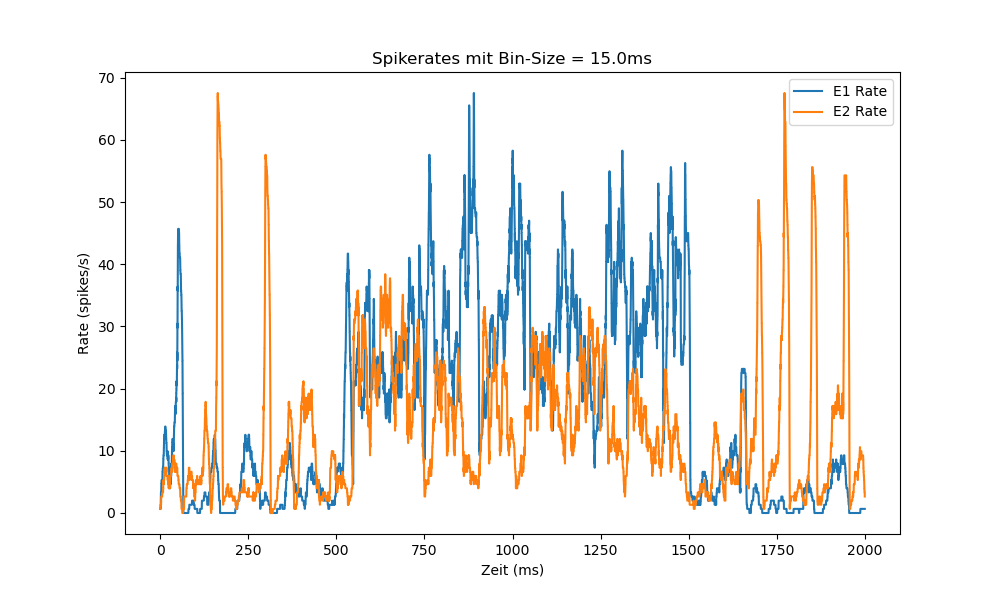 Spikerates mit Bin-Size = 15.0ms
E1 Rate
E2 Rate
Rate (spikes/s)
70
60
50
40
30
20
10
0
0 250 500 750 1000 1250 1500 1750 2000
Zeit (ms)